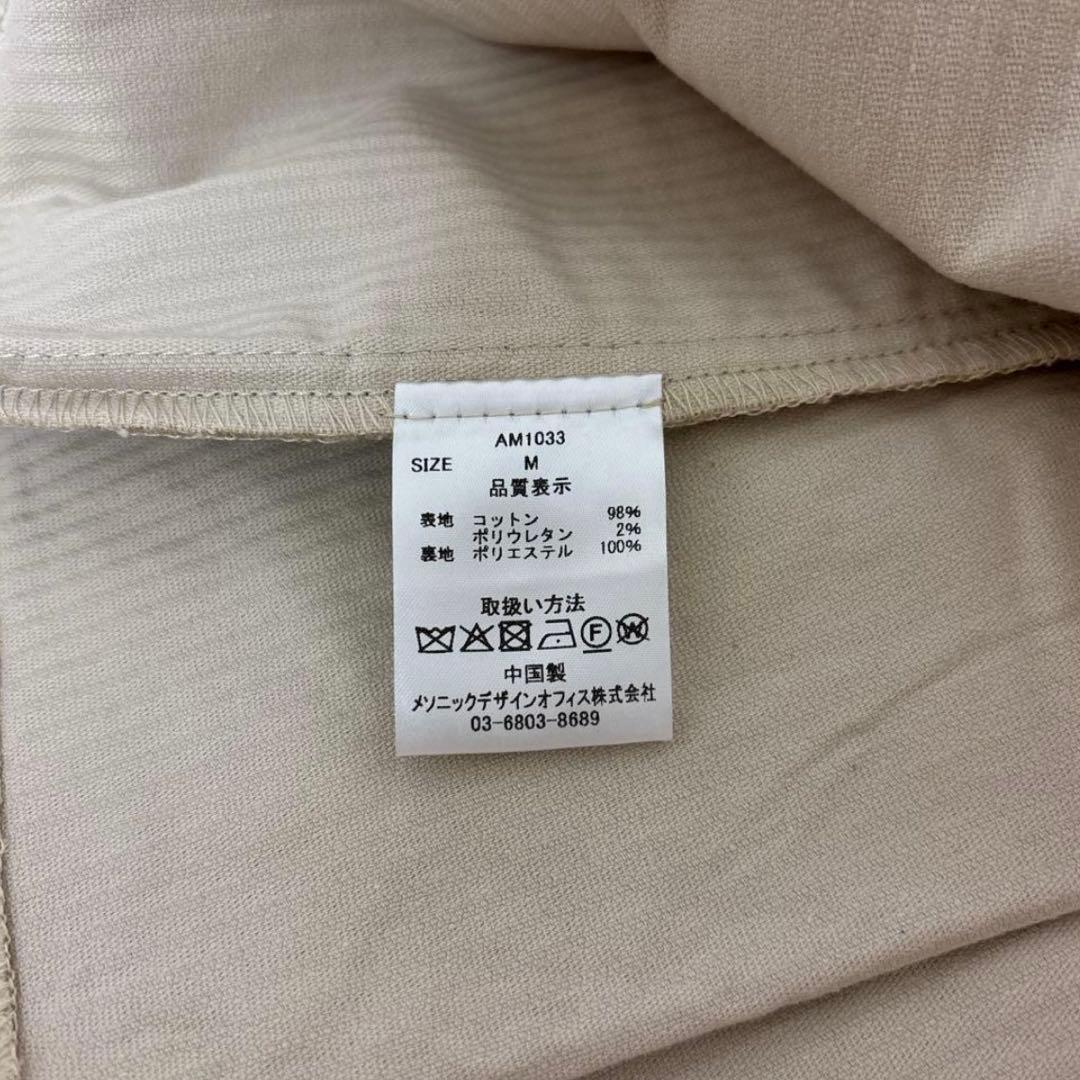 AM1033
SIZE M
品質表示
表地 コットン 98%
ポリウレタン 2%
裏地 ポリエステル 100%
取扱い方法
F W
中国製
メソニックデザインオフィス株式会社
03-6803-8689